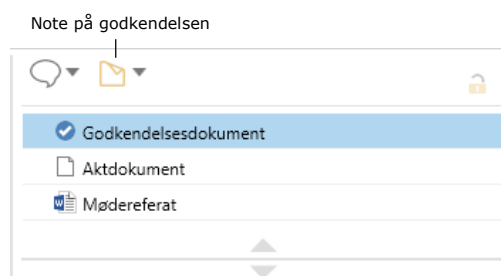 Note på godkendelsen
Godkendelsesdokument
Aktdokument
Mødereferat